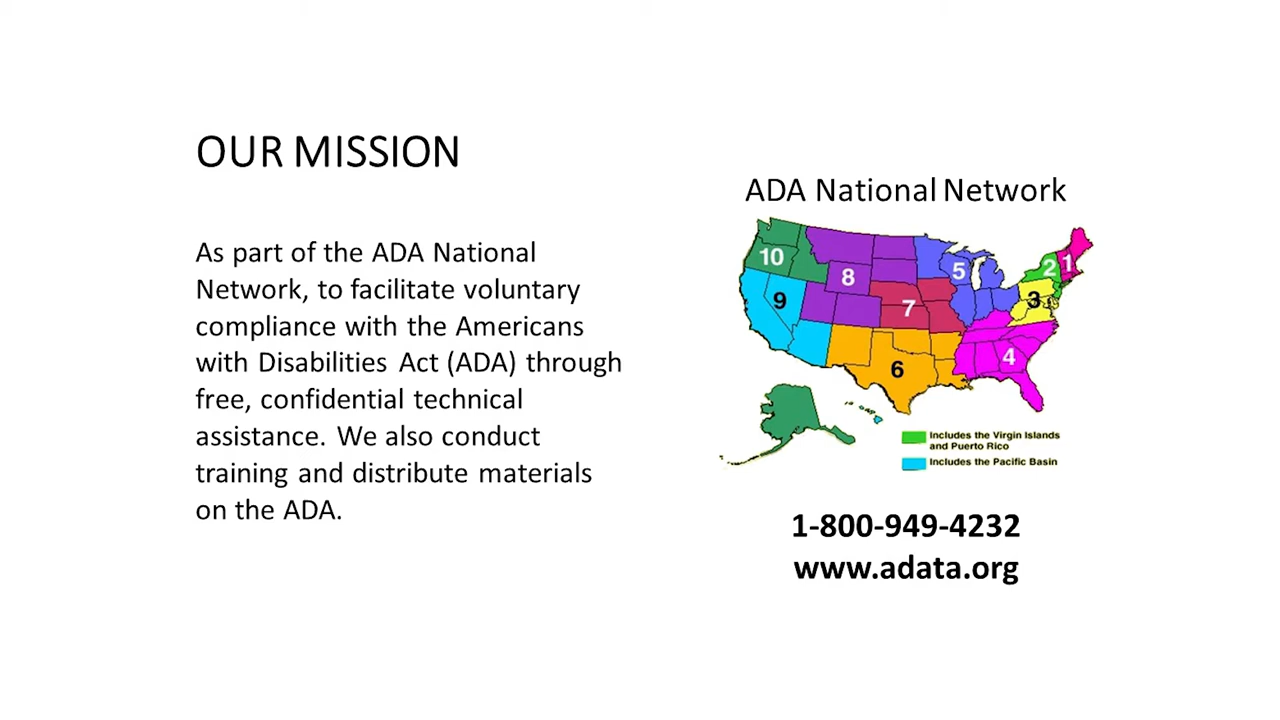 OUR MISSION
As part of the ADA National
Network, to facilitate voluntary
compliance with the Americans
with Disabilities Act (ADA) through
free, confidential technical
assistance. We also conduct
training and distribute materials
on the ADA.
ADA National Network
10
8
5
2
1
9
7
3
4
6
Includes the Virgin Islands
and Puerto Rico
Includes the Pacific Basin
1-800-949-4232
www.adata.org